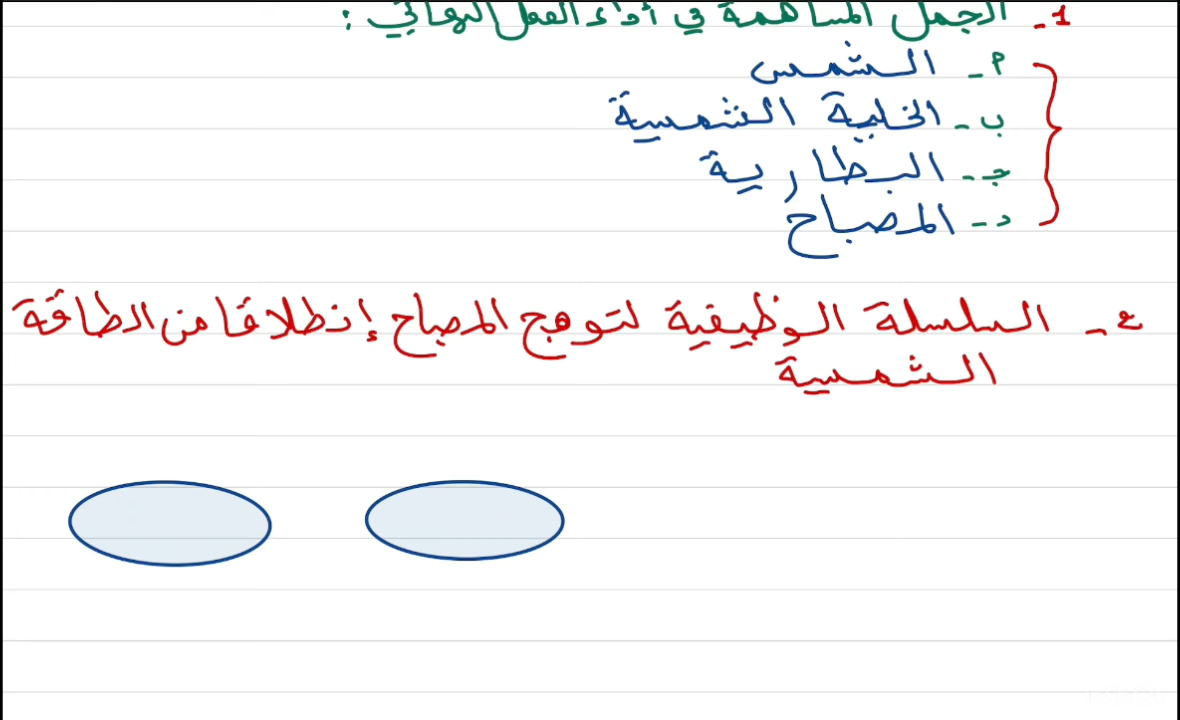 1- الجمل المساهمة في أداء الفعل النهائي :
أ- الشمس
ب- الخلية الشمسية
ج- البطارية
د- المصباح
ع- السلسلة الوظيفية لتوهج المصباح إنطلاقا من الطاقة
الشمسية